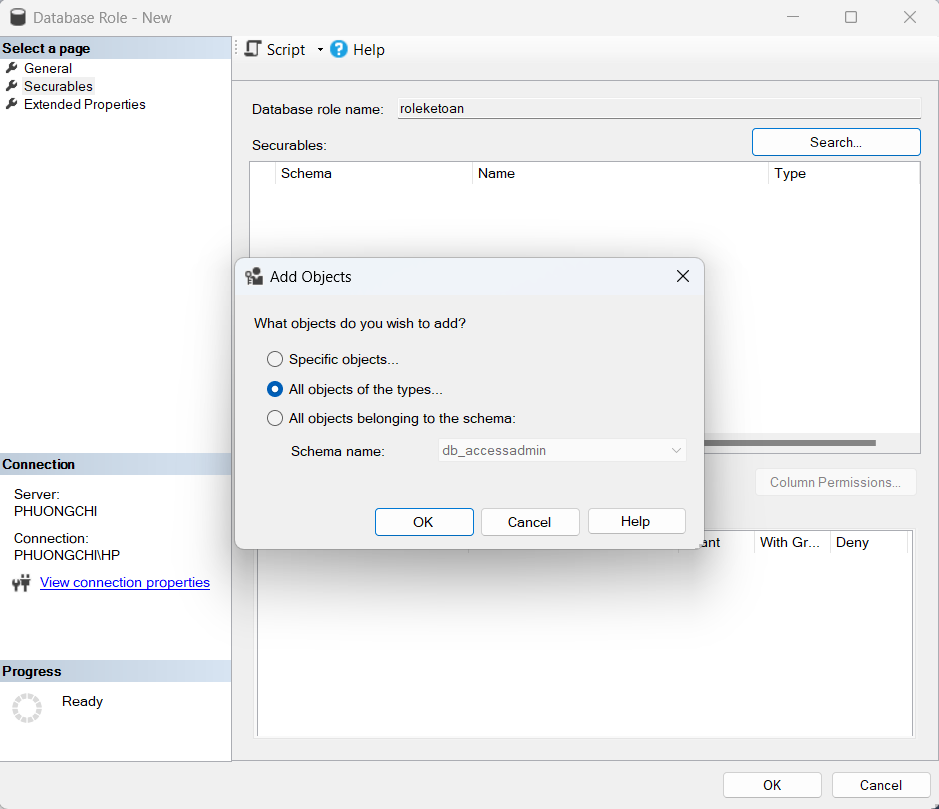 Database Role - New
Select a page
General
Securables
Extended Properties
Script
Help
Database role name: roleketoan
Securables:
Search...
Schema Name Type
Add Objects
What objects do you wish to add?
Specific objects...
All objects of the types...
All objects belonging to the schema:
Schema name: db_accessadmin
OK Cancel Help
Column Permissions...
ant With Gr... Deny
Connection
Server:
PHUONGCHI
Connection:
PHUONGCHI\HP
View connection properties
Progress
Ready
OK Cancel